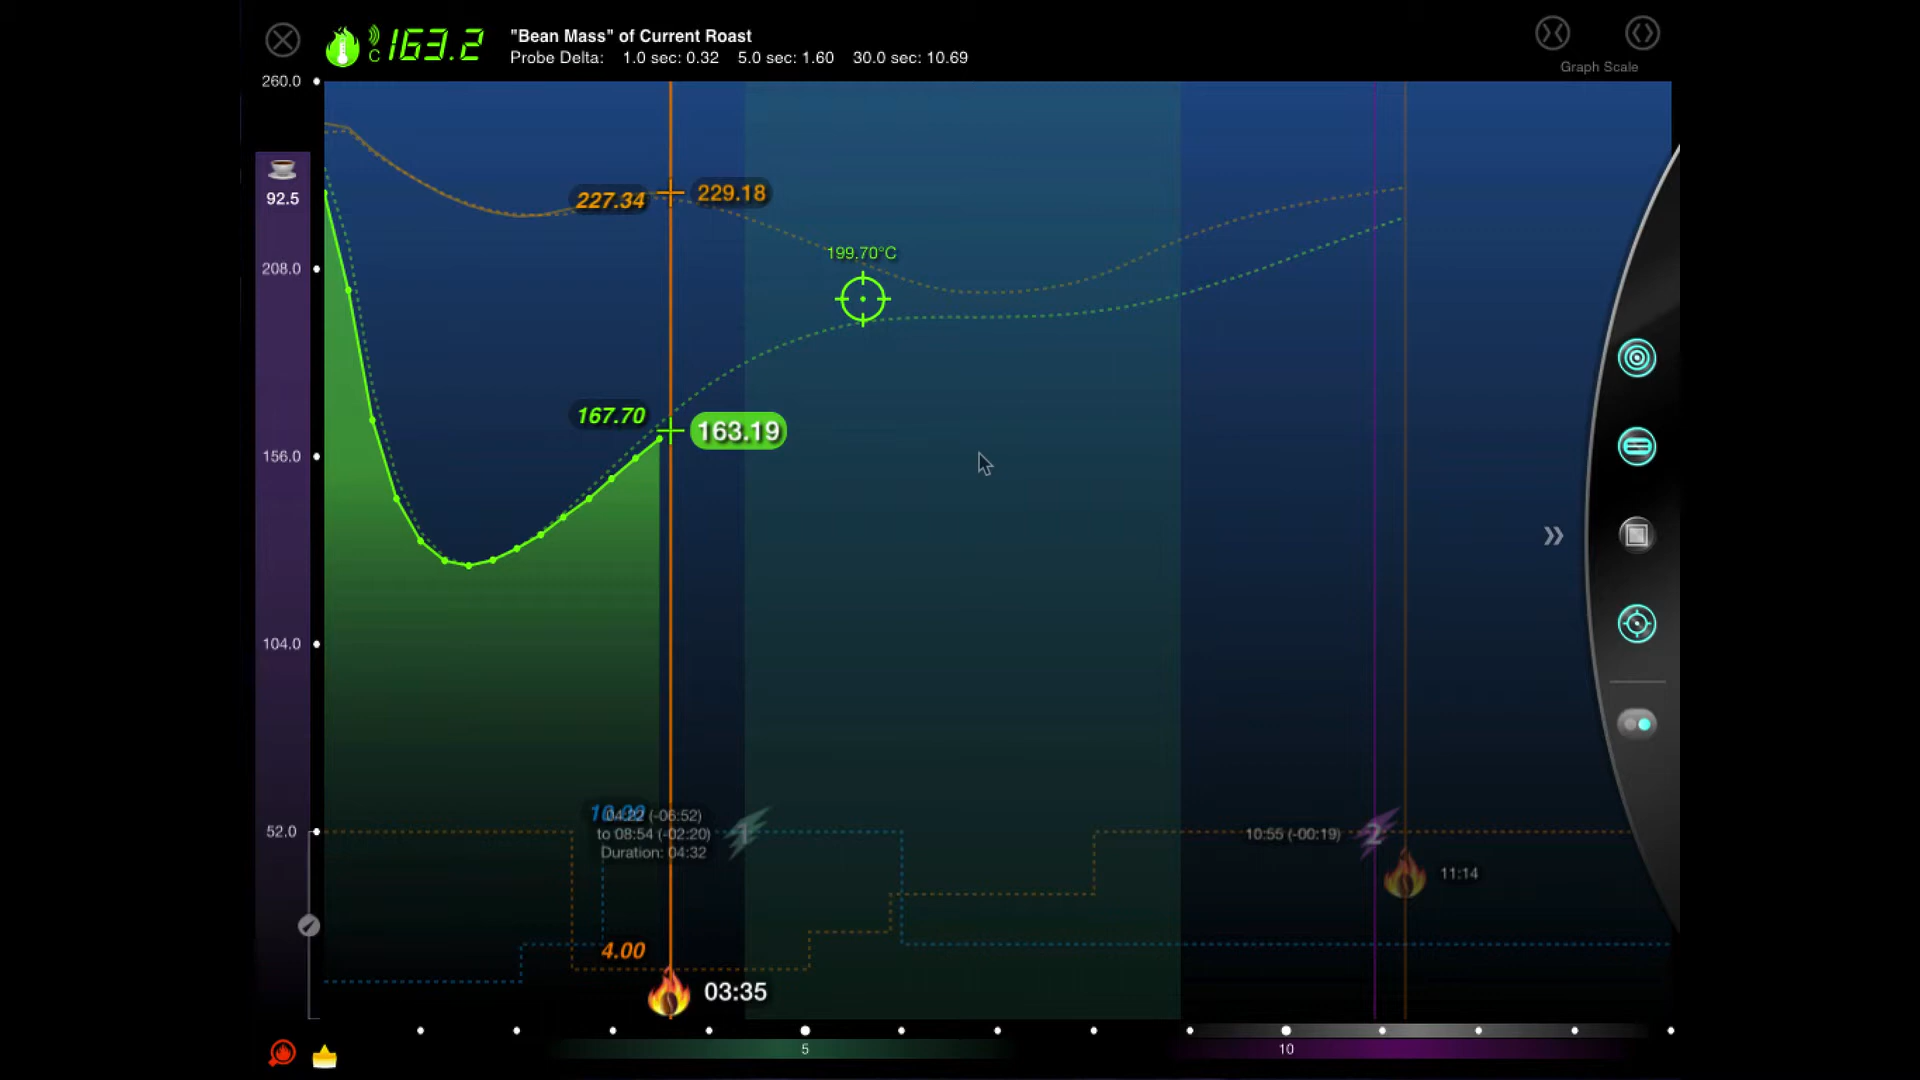 C 163.2
"Bean Mass" of Current Roast
Probe Delta: 1.0 sec: 0.32 5.0 sec: 1.60 30.0 sec: 10.69
Graph Scale
260.0
92.5
227.34
229.18
199.70°C
208.0
167.70
163.19
156.0
104.0
04:22 (-06:52)
52.0
to 08:54 (-02:20)
1
10:55 (-00:19)
2
Duration: 04:32
11:14
4.00
03:35
5
10